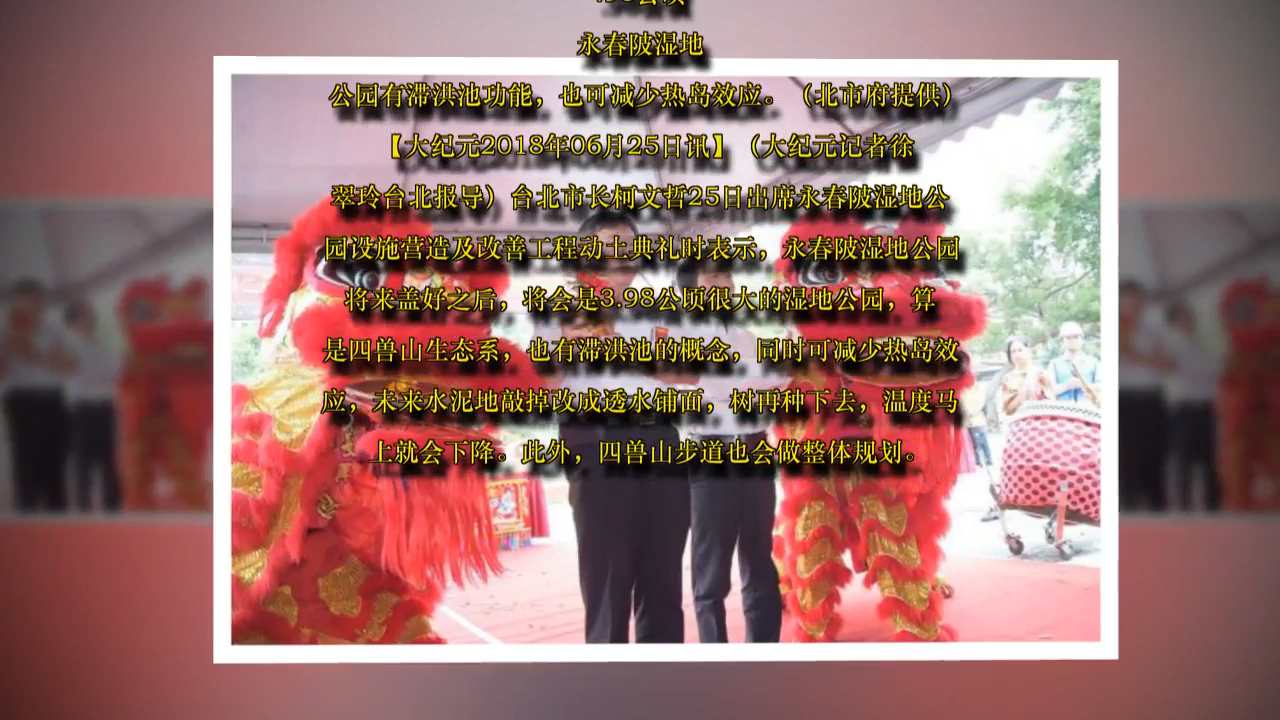 永春陂湿地
公园有滞洪池功能，也可减少热岛效应。（北市府提供）
【大纪元2018年06月25日讯】（大纪元记者徐
翠玲台北报导）台北市长柯文哲25日出席永春陂湿地公
园设施营造及改善工程动土典礼时表示，永春陂湿地公园
将来盖好之后，将会是3.98公顷很大的湿地公园，算
是四兽山生态系，也有滞洪池的概念，同时可减少热岛效
应，未来水泥地敲掉改成透水铺面，树再种下去，温度马
上就会下降。此外，四兽山步道也会做整体规划。